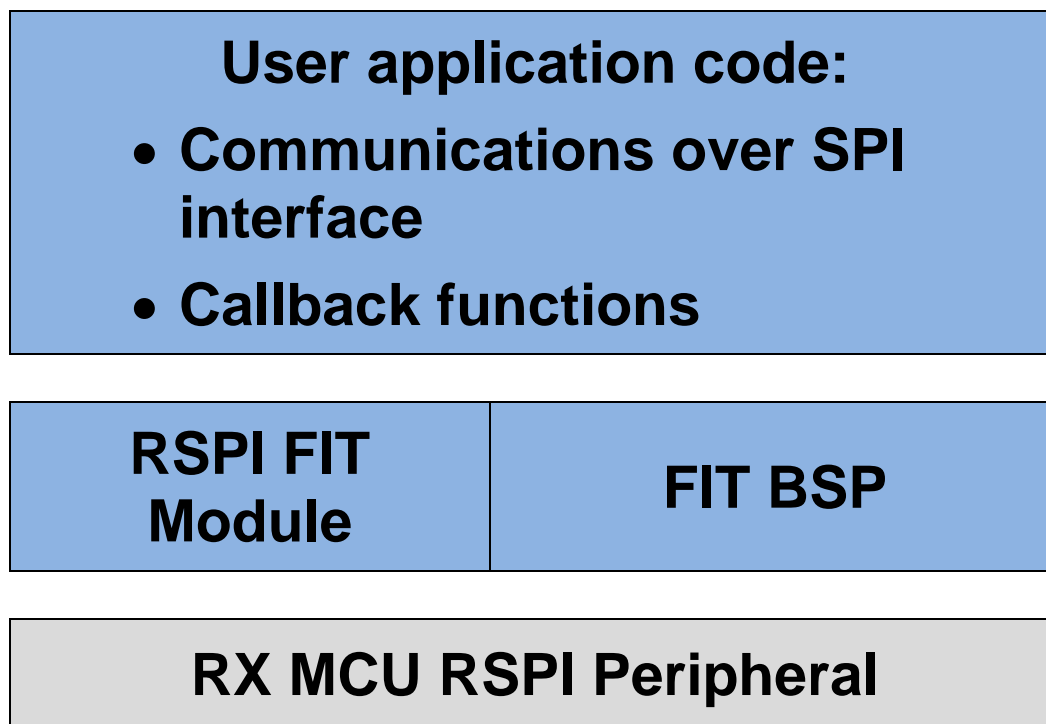 User application code:
• Communications over SPI
interface
• Callback functions
RSPI FIT
Module
FIT BSP
RX MCU RSPI Peripheral